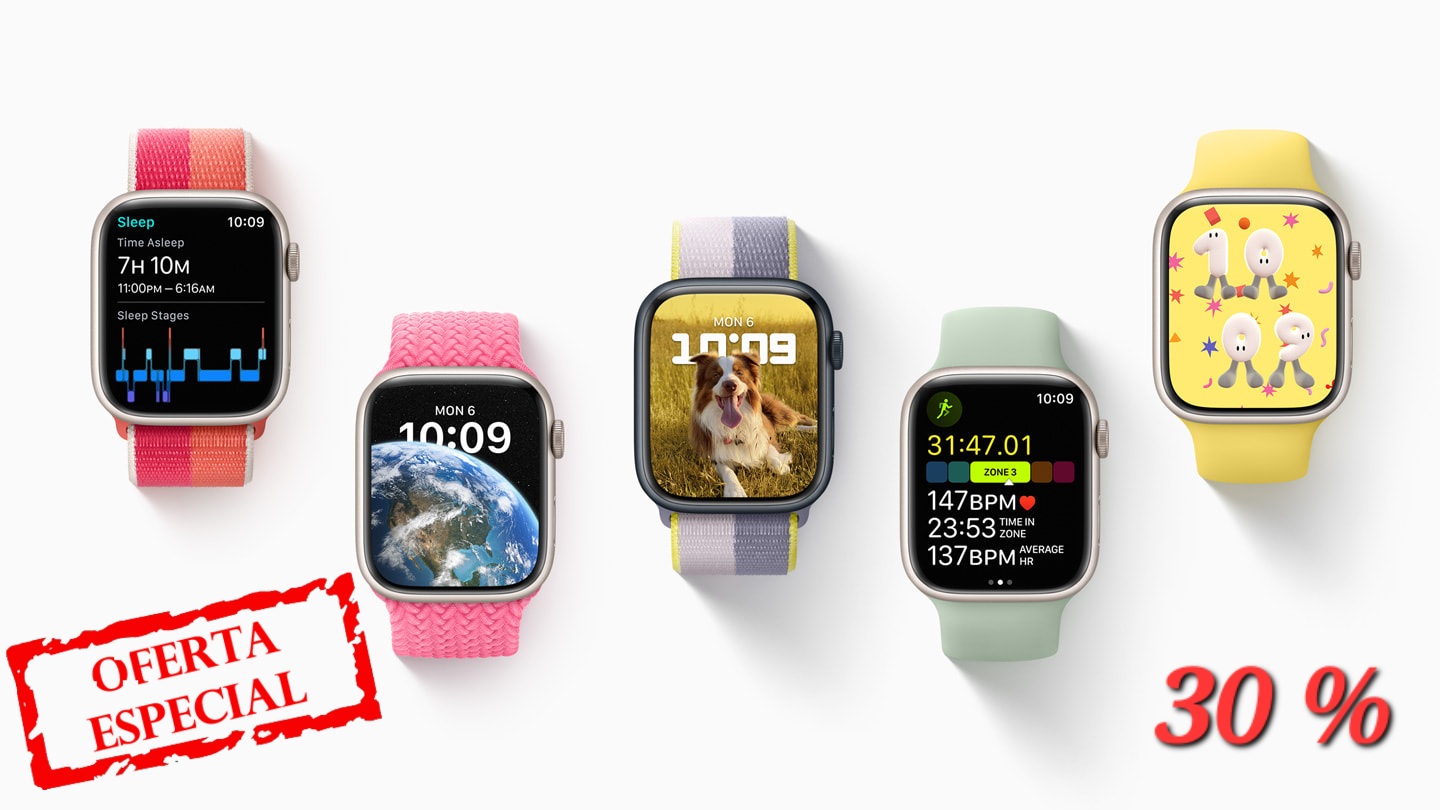 Sleep 10:09
Time Asleep
7H 10M
11:00PM – 6:16AM
Sleep Stages
MON 6
10:09
MON 6
10:09
10:09
31:47.01
ZONE 3
147BPM
23:53 TIME IN
ZONE
137BPM AVERAGE
HR
10
09
OFERTA
ESPECIAL
30 %